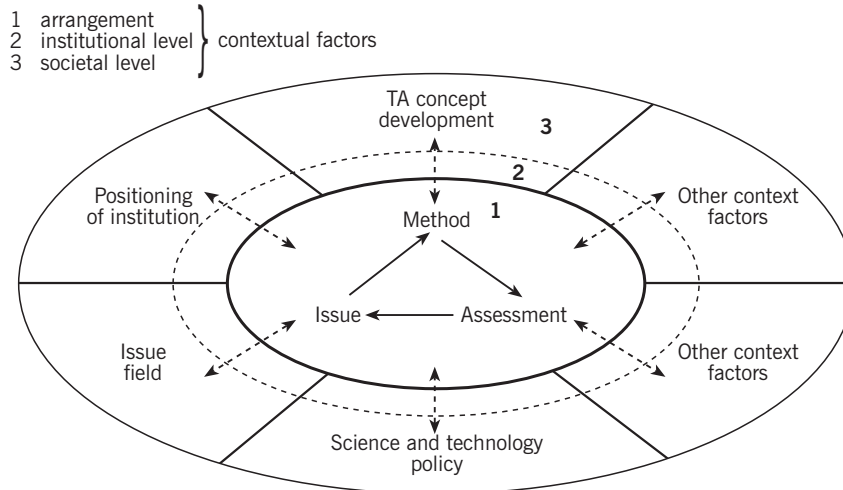 1 arrangement
2 institutional level
3 societal level
contextual factors
TA concept
development
3
2
Positioning
of institution
Other context
factors
1
Method
Issue
Assessment
Issue
field
Other context
factors
Science and technology
policy